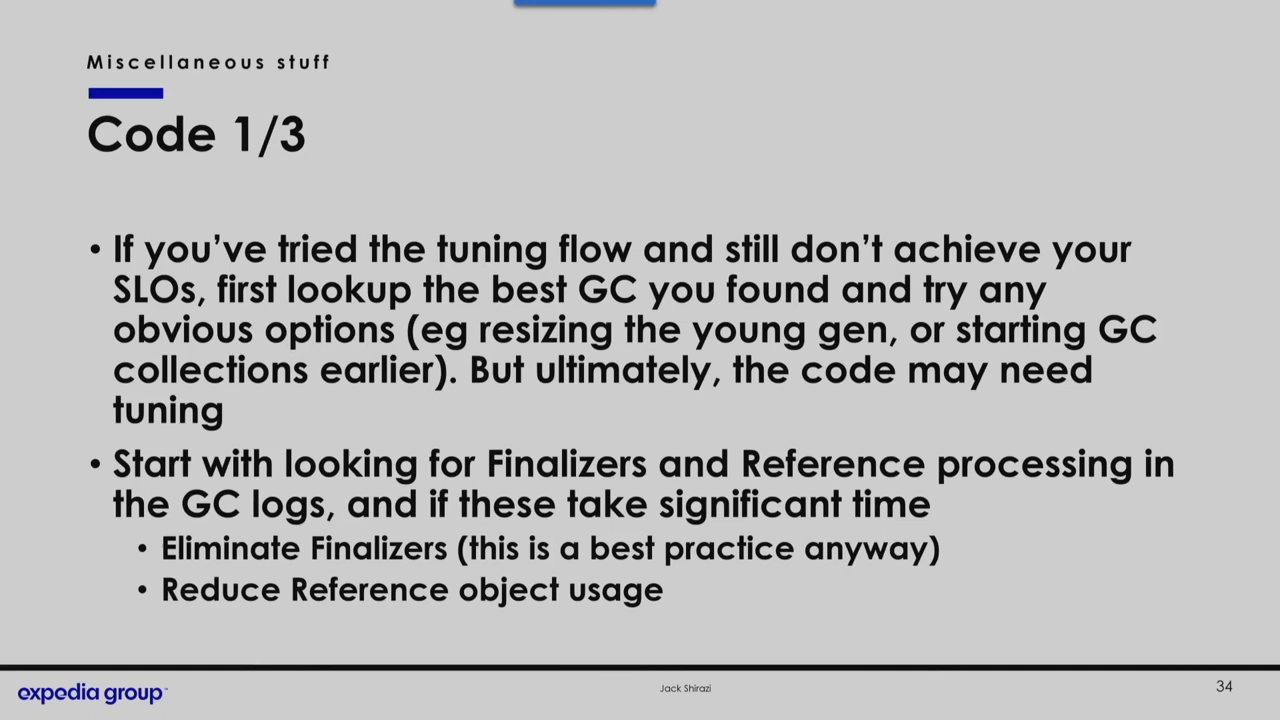 Miscellaneous stuff
Code 1/3
• If you’ve tried the tuning flow and still don’t achieve your
SLOs, first lookup the best GC you found and try any
obvious options (eg resizing the young gen, or starting GC
collections earlier). But ultimately, the code may need
tuning
• Start with looking for Finalizers and Reference processing in
the GC logs, and if these take significant time
• Eliminate Finalizers (this is a best practice anyway)
• Reduce Reference object usage
expedia group™
Jack Shirazi
34